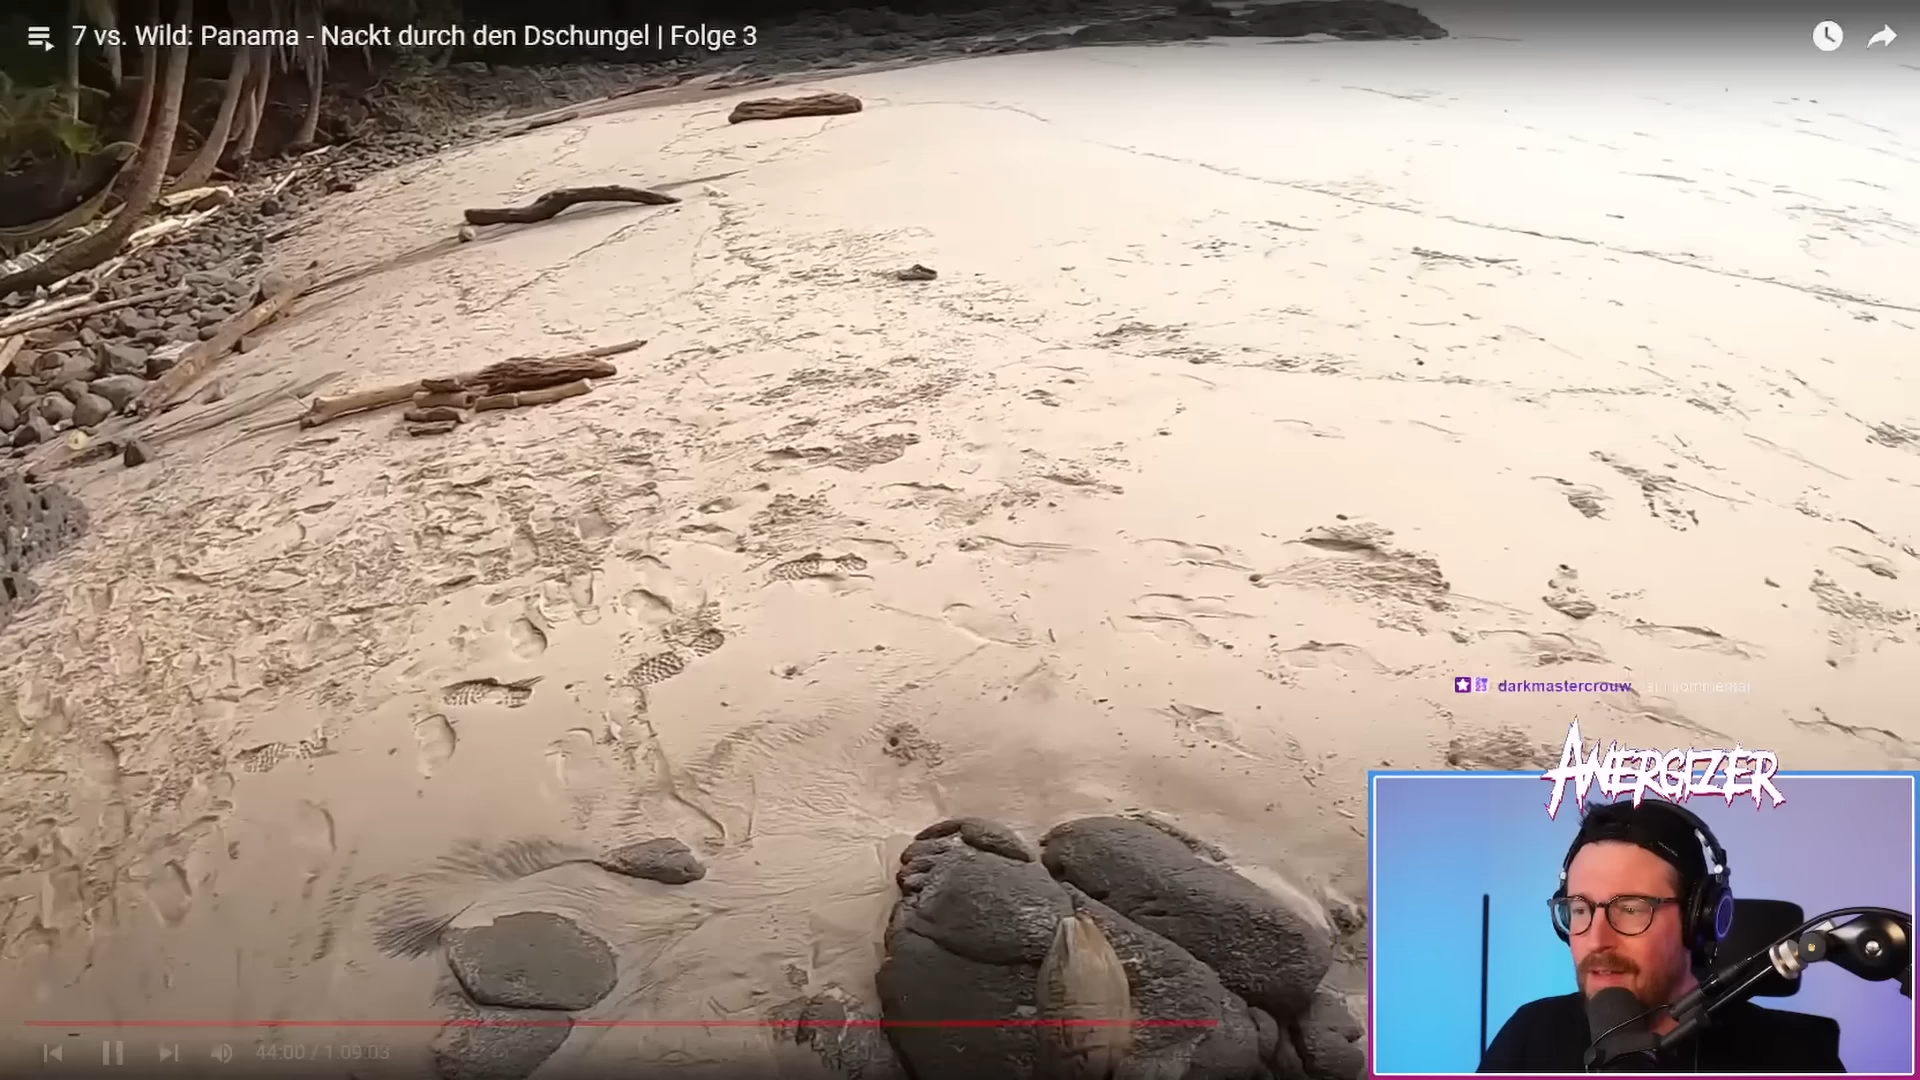 7 vs. Wild: Panama - Nackt durch den Dschungel | Folge 3
darkmastercrouw
ANERGIZER
44:00 / 1:09:03